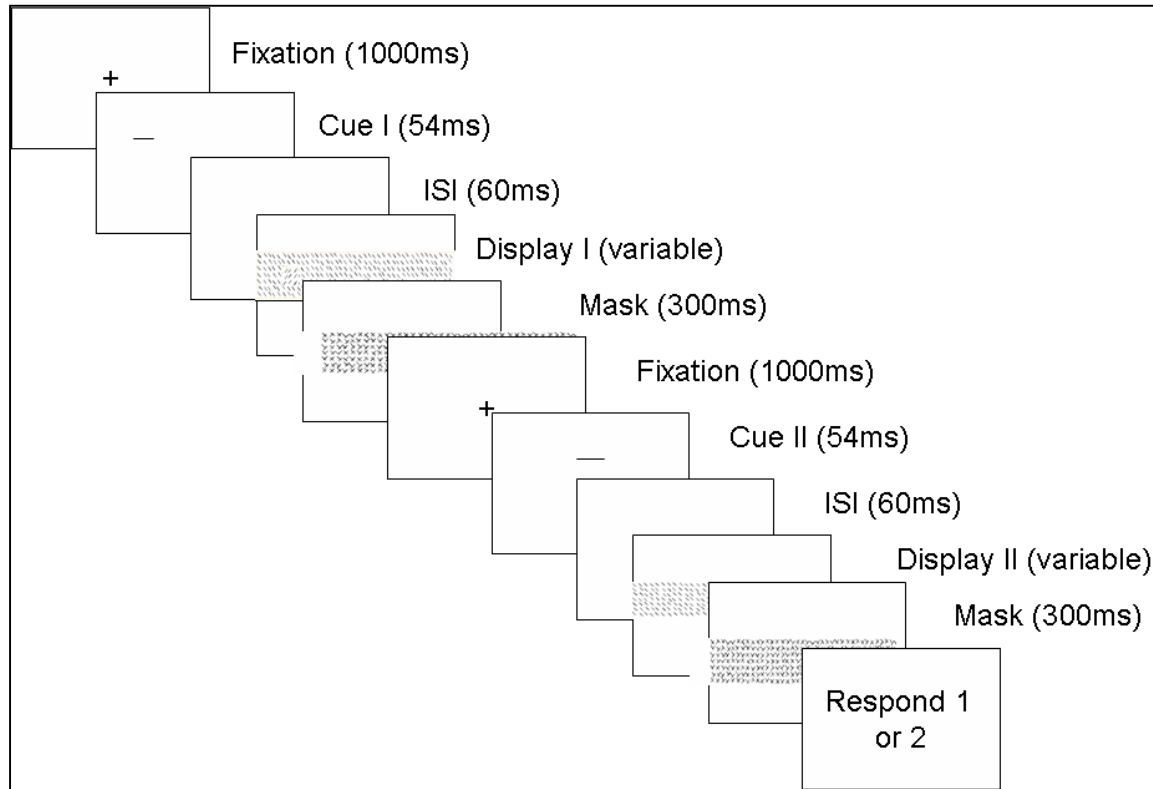 Fixation (1000ms)
Cue I (54ms)
ISI (60ms)
Display I (variable)
Mask (300ms)
Fixation (1000ms)
Cue II (54ms)
ISI (60ms)
Display II (variable)
Mask (300ms)
Respond 1
or 2